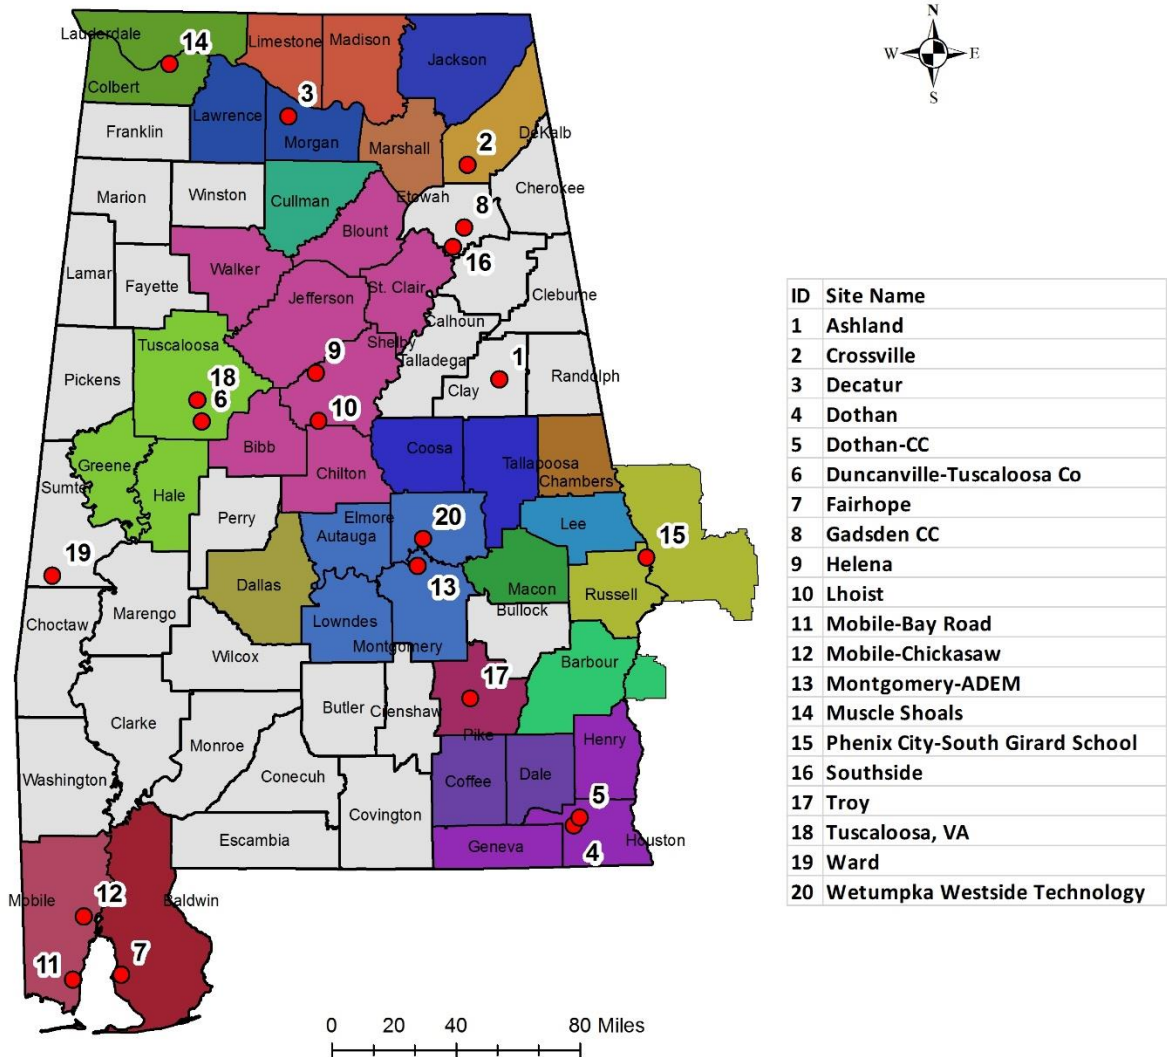 N
W E
S
Lauderdale
14
Limestone
Madison
Jackson
Colbert
3
Lawrence
Franklin
Morgan
Marshall
2
DeKalb
Marion
Winston
Cullman
Etowah
8
Cherokee
Blount
16
Lamar
Fayette
Walker
Jefferson
St. Clair
Cleburne
Calhoun
Tuscaloosa
Shelby
Talladega
9
1
Pickens
18
6
Clay
Randolph
10
Bibb
Coosa
Greene
Chilton
Tallapoosa
Chambers
Sumter
Hale
Perry
Elmore
Autauga
20
Lee
15
19
Dallas
13
Macon
Russell
Choctaw
Marengo
Lowndes
Bullock
Montgomery
Wilcox
Barbour
17
Butler
Crenshaw
Clarke
Monroe
Pike
Henry
Washington
Conecuh
Coffee
Dale
Covington
5
Escambia
Geneva
4
Houston
Mobile
12
Baldwin
11
7
0 20 40 80 Miles
ID Site Name
1 Ashland
2 Crossville
3 Decatur
4 Dothan
5 Dothan-CC
6 Duncanville-Tuscaloosa Co
7 Fairhope
8 Gadsden CC
9 Helena
10 Lhoist
11 Mobile-Bay Road
12 Mobile-Chickasaw
13 Montgomery-ADEM
14 Muscle Shoals
15 Phenix City-South Girard School
16 Southside
17 Troy
18 Tuscaloosa, VA
19 Ward
20 Wetumpka Westside Technology